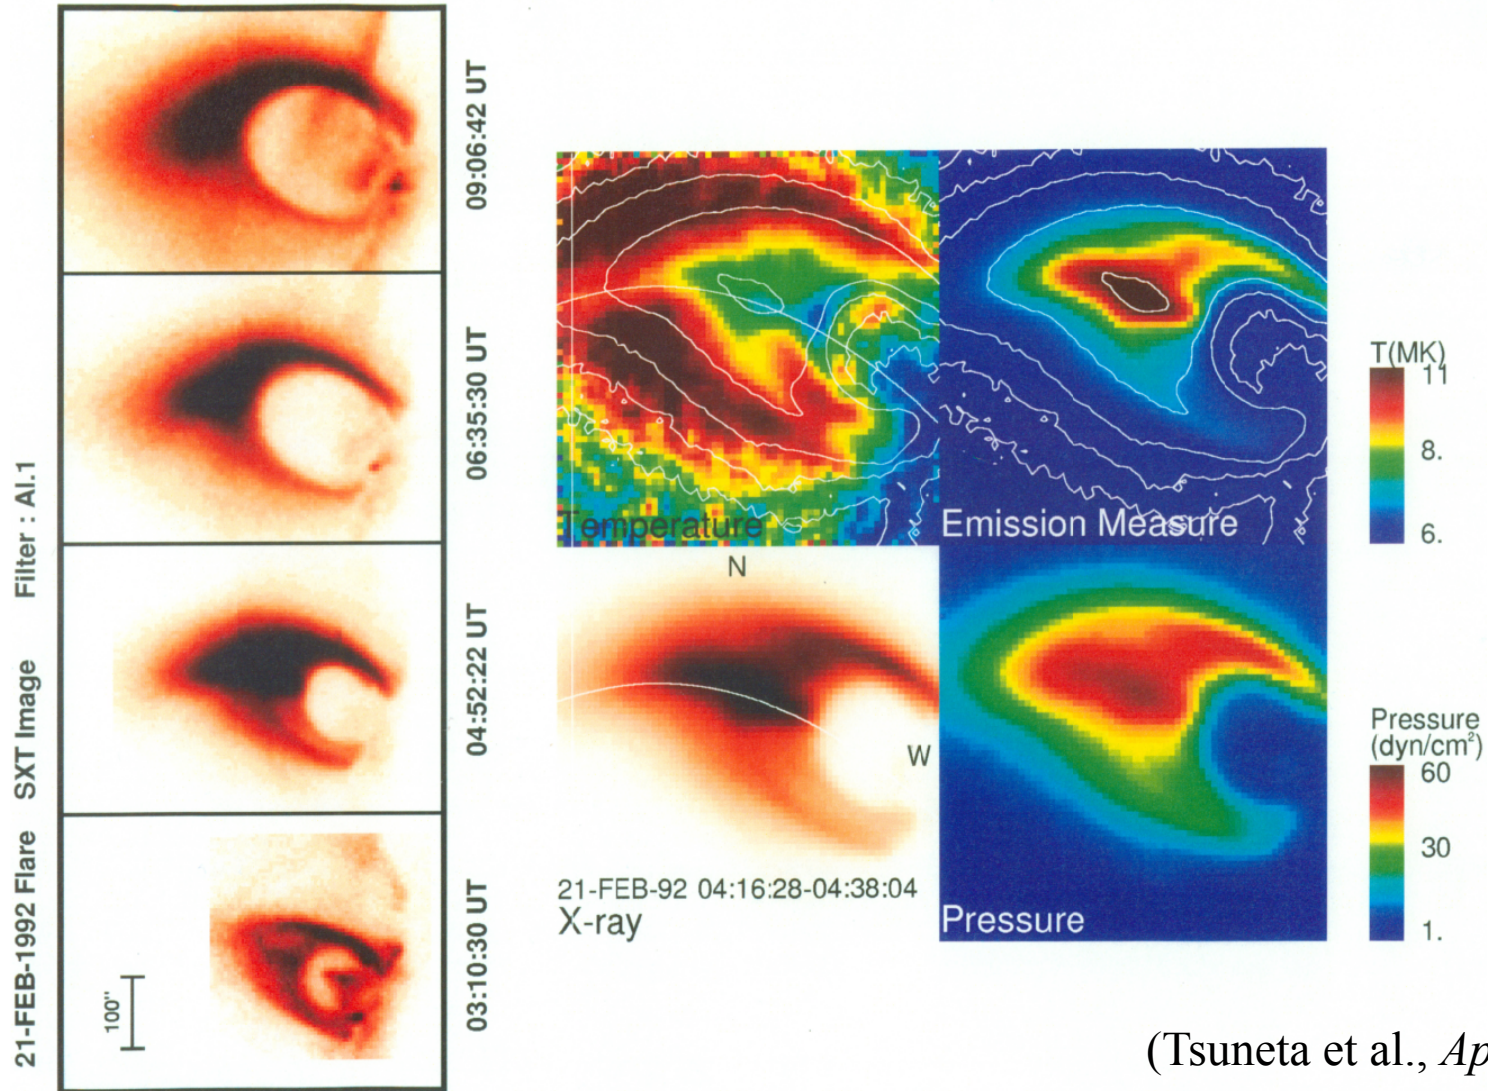 21-FEB-1992 Flare SXT Image Filter : Al.1
09:06:42 UT
06:35:30 UT
04:52:22 UT
03:10:30 UT
100"
Temperature
Emission Measure
N
W
21-FEB-92 04:16:28-04:38:04
X-ray
Pressure
T(MK)
11
8.
6.
Pressure
(dyn/cm²)
60
30
1.
(Tsuneta et al., Ap